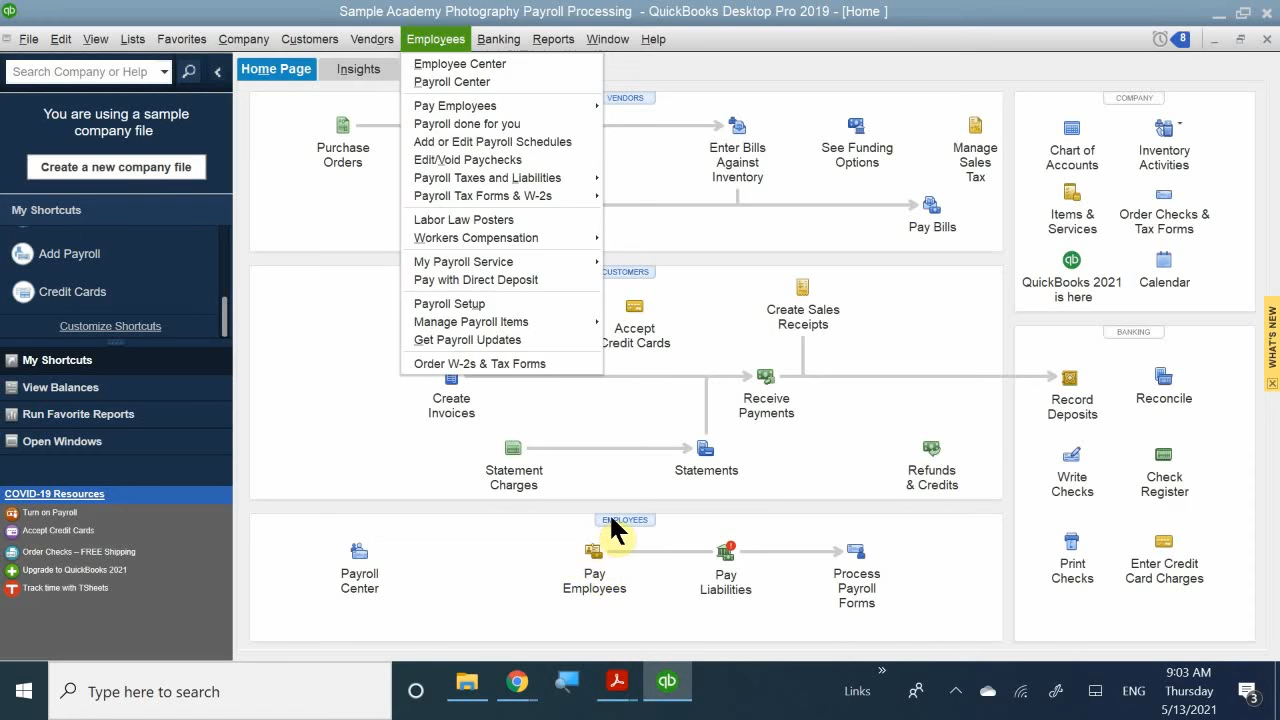 Sample Academy Photography Payroll Processing - QuickBooks Desktop Pro 2019 - [Home ]
File Edit View Lists Favorites Company Customers Vendors Employees Banking Reports Window Help
8
Search Company or Help
Home Page
Insights
You are using a
sample
company file
Create a new company file
My Shortcuts
Add Payroll
Credit Cards
Customize Shortcuts
My Shortcuts
View Balances
Run Favorite Reports
Open Windows
COVID-19 Resources
Turn on Payroll
Accept Credit Cards
Order Checks – FREE Shipping
Upgrade to QuickBooks 2021
Track time with TSheets
Employee Center
Payroll Center
Pay Employees
Payroll done for you
Add or Edit Payroll Schedules
Edit/Void Paychecks
Payroll Taxes and Liabilities
Payroll Tax Forms & W-2s
Labor Law Posters
Workers Compensation
My Payroll Service
Pay with Direct Deposit
Payroll Setup
Manage Payroll Items
Get Payroll Updates
Order W-2s & Tax Forms
VENDORS
Purchase
Orders
Enter Bills
Against
Inventory
See Funding
Options
Manage
Sales
Tax
Pay Bills
CUSTOMERS
Accept
Credit Cards
Create Sales
Receipts
Create
Invoices
Receive
Payments
Statement
Charges
Statements
Refunds
& Credits
EMPLOYEES
Payroll
Center
Pay
Employees
Pay
Liabilities
Process
Payroll
Forms
COMPANY
Chart of
Accounts
Inventory
Activities
Items &
Services
Order Checks &
Tax Forms
qb
QuickBooks 2021
is here
Calendar
BANKING
Record
Deposits
Reconcile
Write
Checks
Check
Register
Print
Checks
Enter Credit
Card Charges
WHAT'S NEW
Type here to search
qb
Links
ENG
9:03 AM
Thursday
5/13/2021
3